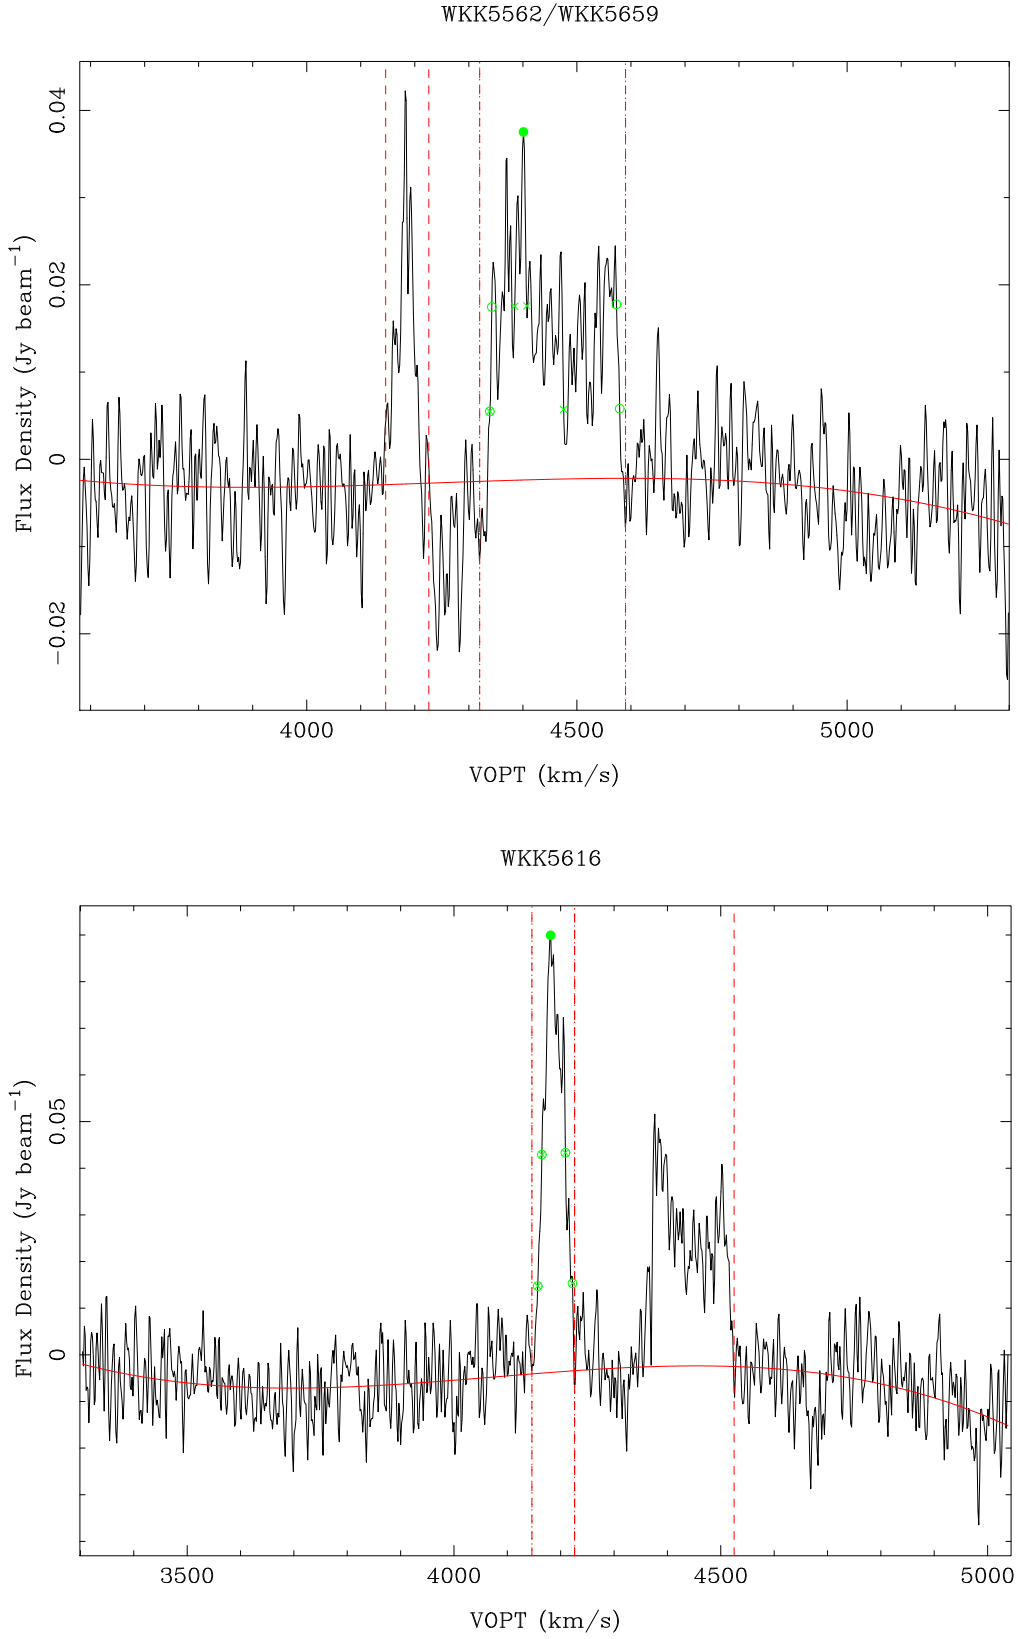 WKK5562/WKK5659
0.04
0.02
0
−0.02
Flux Density (Jy beam⁻¹)
4000 4500 5000
VOPT (km/s)
WKK5616
0.05
0
Flux Density (Jy beam⁻¹)
3500 4000 4500 5000
VOPT (km/s)